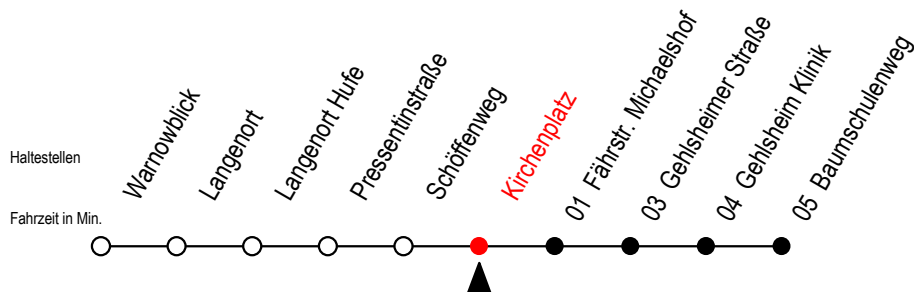 Haltestellen
Fahrzeit in Min.
Warnowblick
Langenort
Langenort Hufe
Pressentinstraße
Schöffenweg
Kirchenplatz
01 Fährstr. Michaelshof
03 Gehlsheimer Straße
04 Gehlsheim Klinik
05 Baumschulenweg